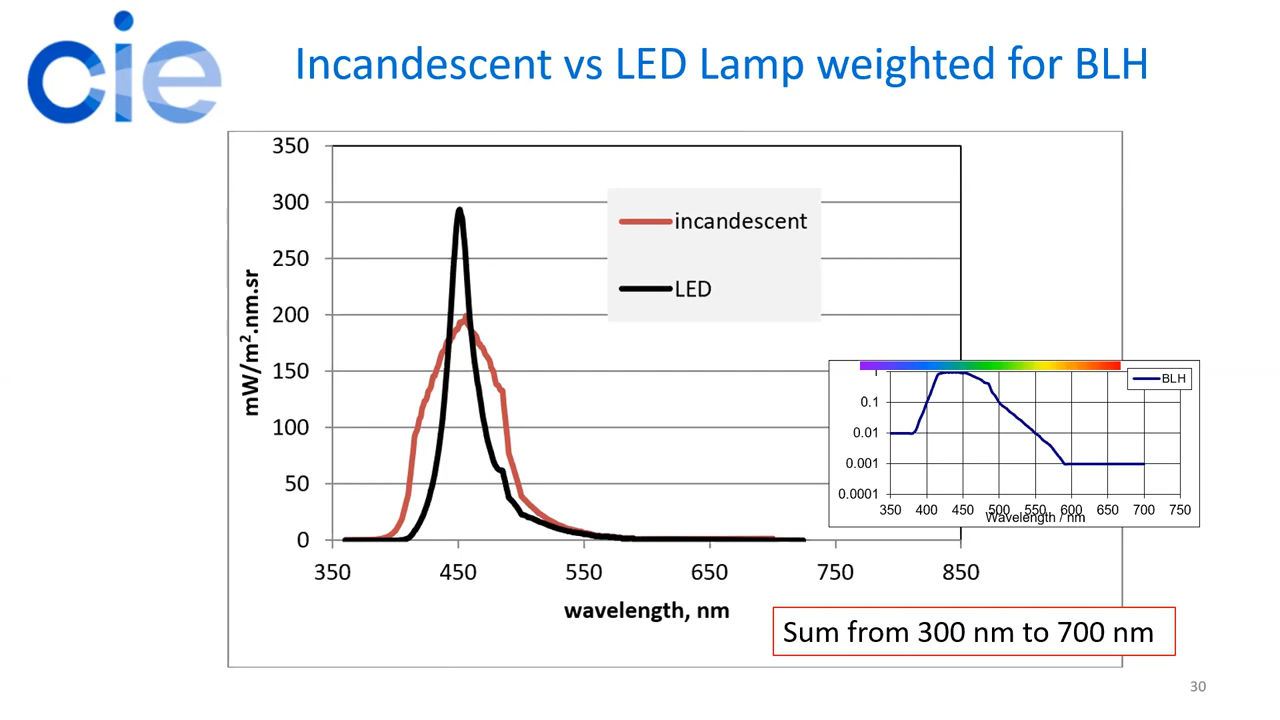 cie
Incandescent vs LED Lamp weighted for BLH
350
300
250
200
150
100
50
0
mW/m².nm.sr
incandescent
LED
350 450 550 650 750 850
wavelength, nm
BLH
0.1
0.01
0.001
0.0001
350 400 450 500 550 600 650 700 750
Wavelength / nm
Sum from 300 nm to 700 nm
30